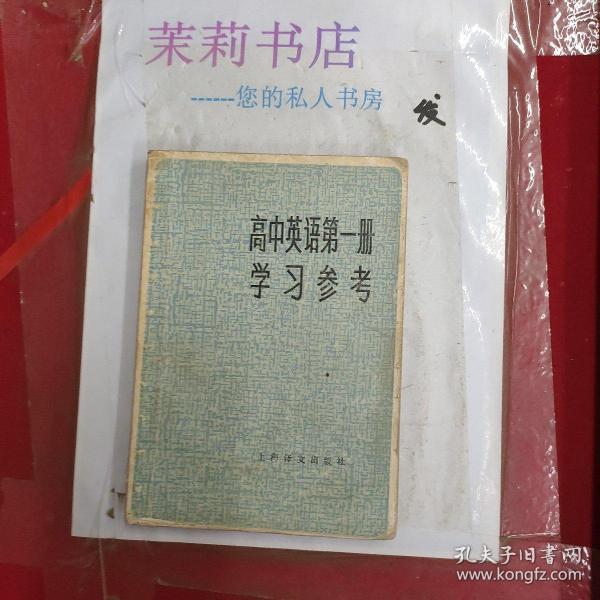 茉莉书店
------您的私人书房
发
高中英语第一册
学习参考
上海译文出版社
孔夫子旧书网
www.kongfz.com